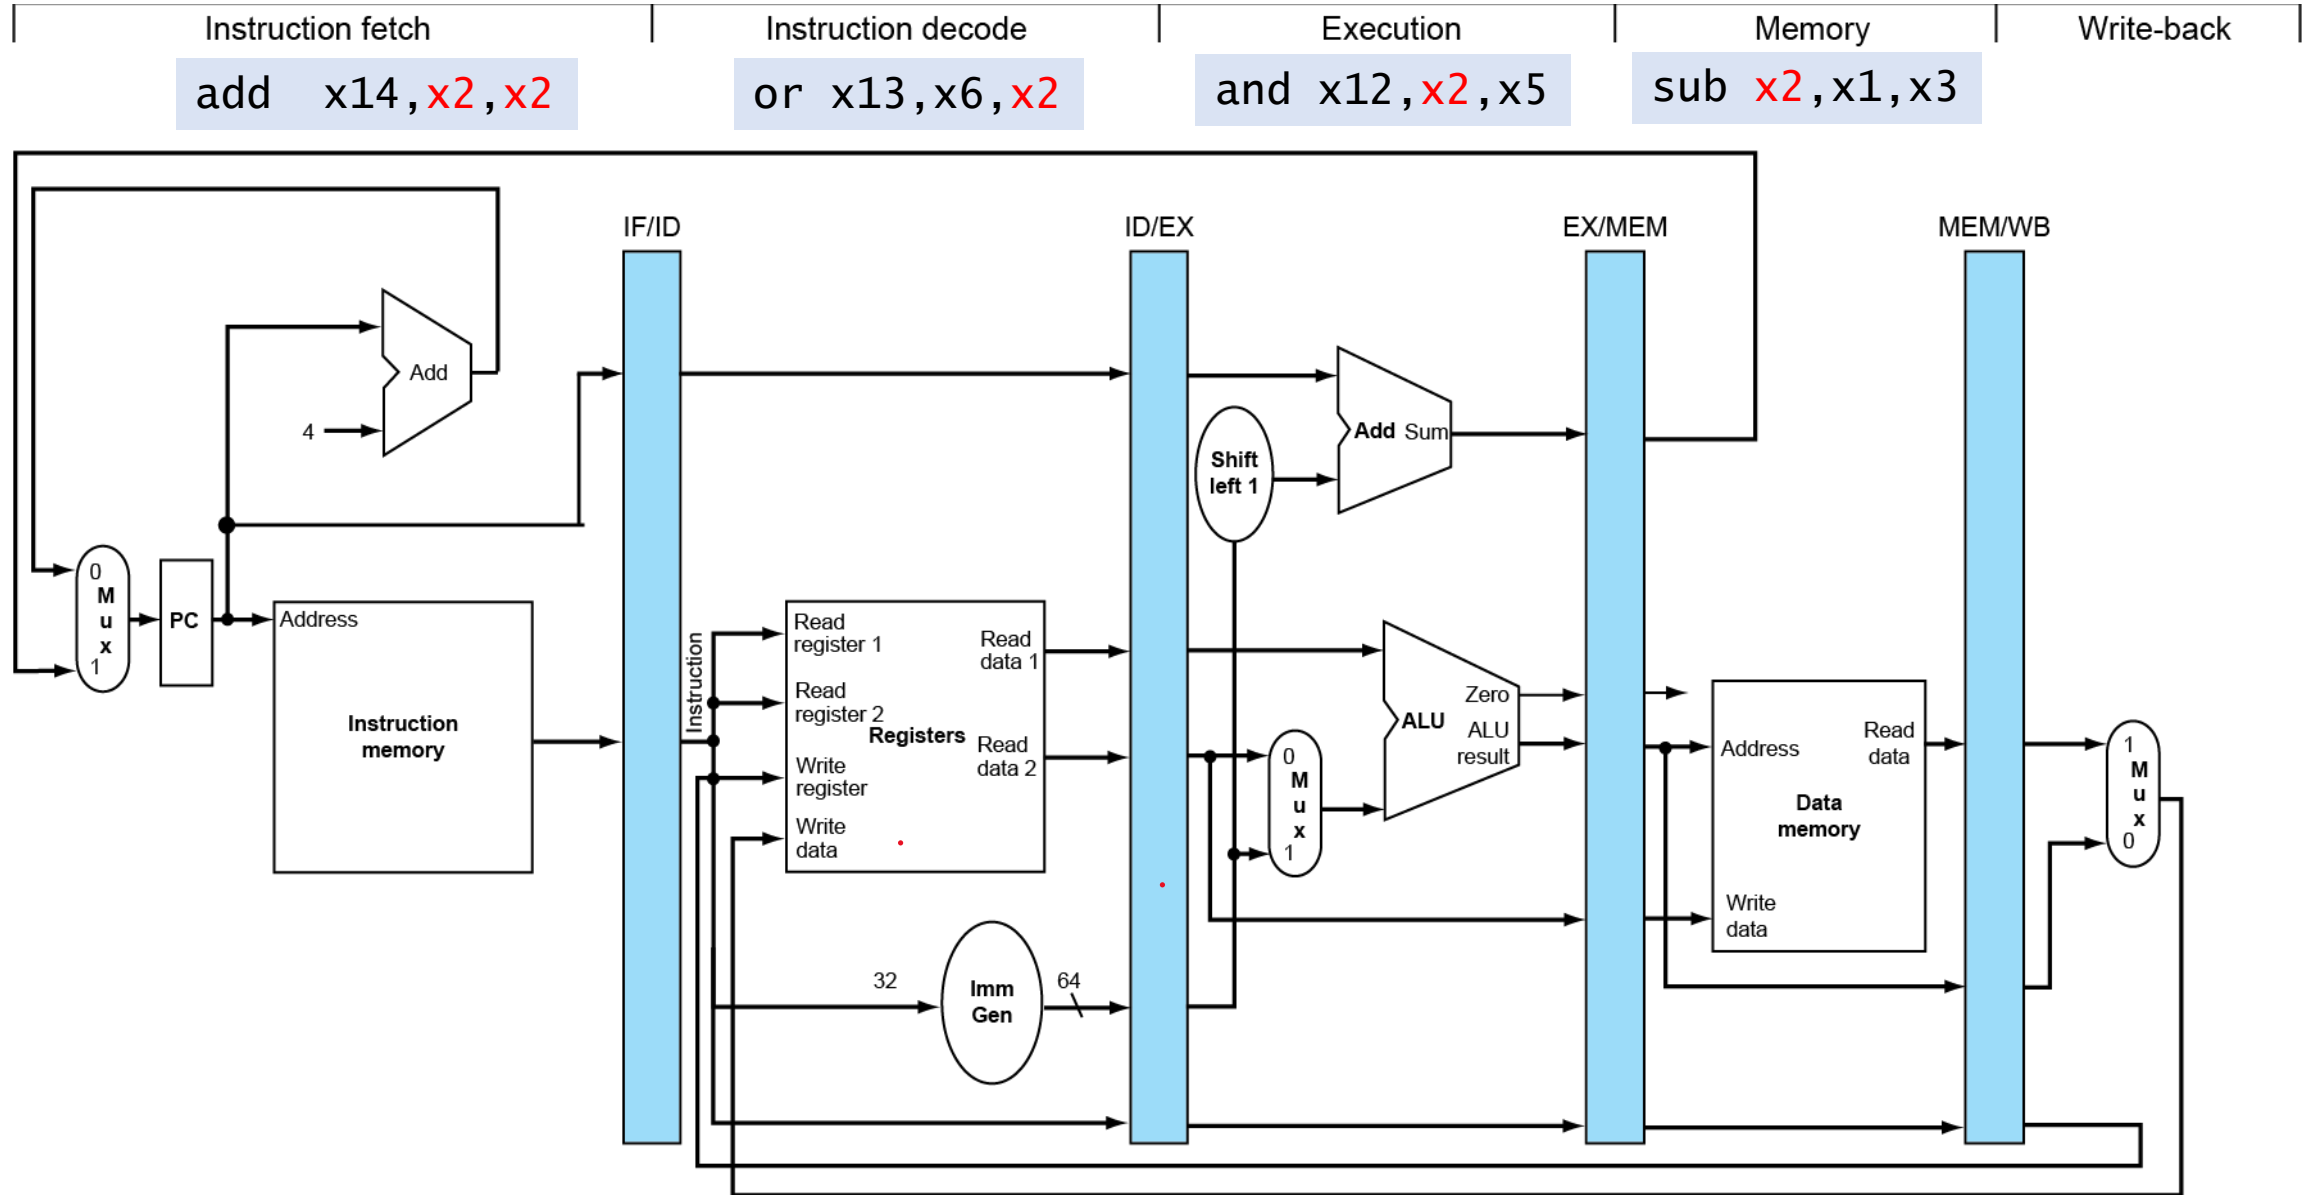 Instruction fetch
Instruction decode
Execution
Memory
Write-back
add  x14,x2,x2
or x13,x6,x2
and x12,x2,x5
sub x2,x1,x3
IF/ID
ID/EX
EX/MEM
MEM/WB
Add
4
0
M
u
x
1
PC
Address
Instruction
memory
Instruction
Read
register 1
Read
register 2
Write
register
Write
data
Registers
Read
data 1
Read
data 2
32
Imm
Gen
64
Shift
left 1
Add Sum
0
M
u
x
1
ALU
Zero
ALU
result
Address
Read
data
Data
memory
Write
data
1
M
u
x
0